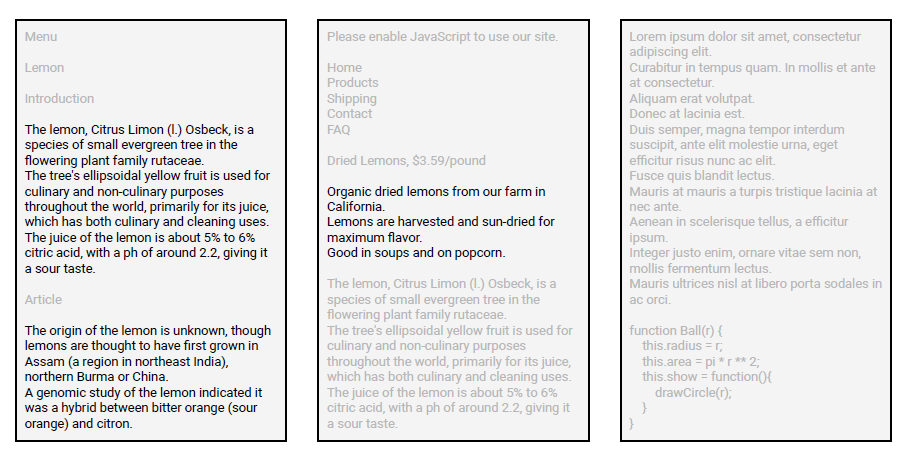 Menu
Lemon
Introduction
The lemon, Citrus Limon (l.) Osbeck, is a
species of small evergreen tree in the
flowering plant family rutaceae.
The tree's ellipsoidal yellow fruit is used for
culinary and non-culinary purposes
throughout the world, primarily for its juice,
which has both culinary and cleaning uses.
The juice of the lemon is about 5% to 6%
citric acid, with a ph of around 2.2, giving it
a sour taste.
Article
The origin of the lemon is unknown, though
lemons are thought to have first grown in
Assam (a region in northeast India),
northern Burma or China.
A genomic study of the lemon indicated it
was a hybrid between bitter orange (sour
orange) and citron.
Please enable JavaScript to use our site.
Home
Products
Shipping
Contact
FAQ
Dried Lemons, $3.59/pound
Organic dried lemons from our farm in
California.
Lemons are harvested and sun-dried for
maximum flavor.
Good in soups and on popcorn.
The lemon, Citrus Limon (l.) Osbeck, is a
species of small evergreen tree in the
flowering plant family rutaceae.
The tree's ellipsoidal yellow fruit is used for
culinary and non-culinary purposes
throughout the world, primarily for its juice,
which has both culinary and cleaning uses.
The juice of the lemon is about 5% to 6%
citric acid, with a ph of around 2.2, giving it
a sour taste.
Lorem ipsum dolor sit amet, consectetur
adipiscing elit.
Curabitur in tempus quam. In mollis et ante
at consectetur.
Aliquam erat volutpat.
Donec at lacinia est.
Duis semper, magna tempor interdum
suscipit, ante elit molestie urna, eget
efficitur risus nunc ac elit.
Fusce quis blandit lectus.
Mauris at mauris a turpis tristique lacinia at
nec ante.
Aenean in scelerisque tellus, a efficitur
ipsum.
Integer justo enim, ornare vitae sem non,
mollis fermentum lectus.
Mauris ultrices nisl at libero porta sodales in
ac orci.
function Ball(r) {
    this.radius = r;
    this.area = pi * r ** 2;
    this.show = function(){
        drawCircle(r);
    }
}